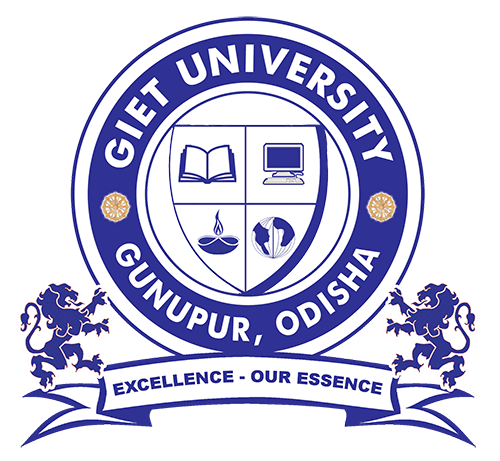 GIET UNIVERSITY
GUNUPUR, ODISHA
EXCELLENCE - OUR ESSENCE